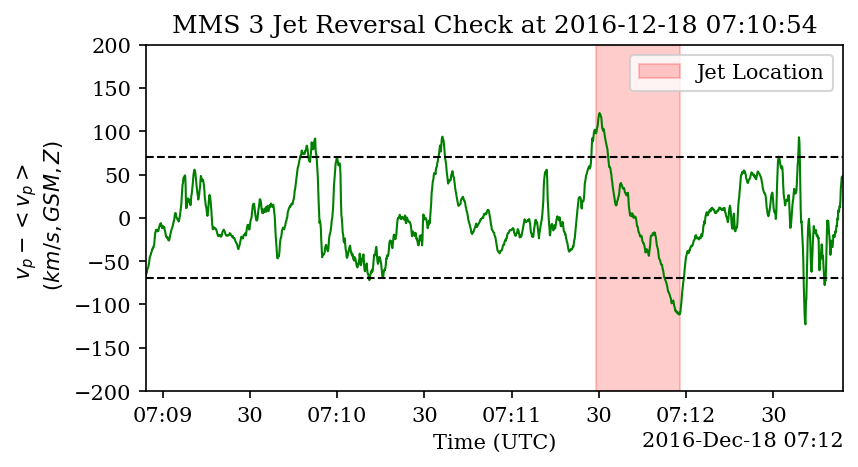 MMS 3 Jet Reversal Check at 2016-12-18 07:10:54
200
150
100
50
0
−50
−100
−150
−200
v_p − < v_p >
(km/s, GSM, Z)
Jet Location
07:09 30 07:10 30 07:11 30 07:12 30
Time (UTC)
2016-Dec-18 07:12